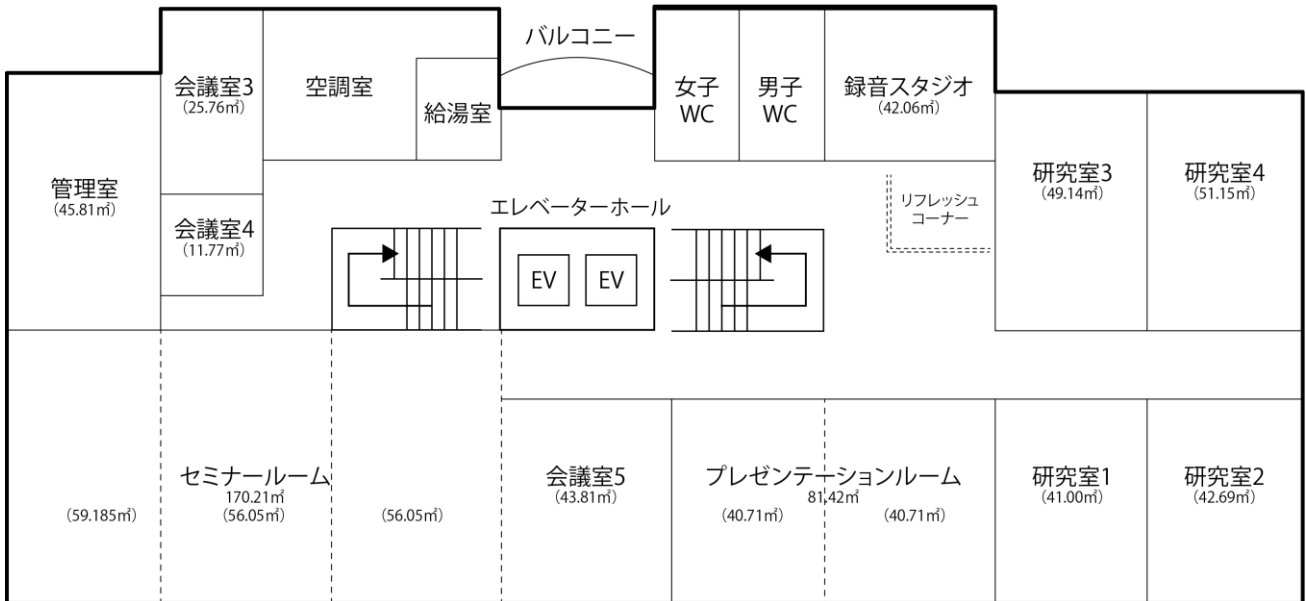 バルコニー
会議室3
(25.76㎡)
空調室
給湯室
女子
WC
男子
WC
録音スタジオ
(42.06㎡)
管理室
(45.81㎡)
会議室4
(11.77㎡)
エレベーターホール
EV
EV
リフレッシュ
コーナー
研究室3
(49.14㎡)
研究室4
(51.15㎡)
セミナールーム
170.21㎡
(59.185㎡)
(56.05㎡)
(56.05㎡)
会議室5
(43.81㎡)
プレゼンテーションルーム
81.42㎡
(40.71㎡)
(40.71㎡)
研究室1
(41.00㎡)
研究室2
(42.69㎡)